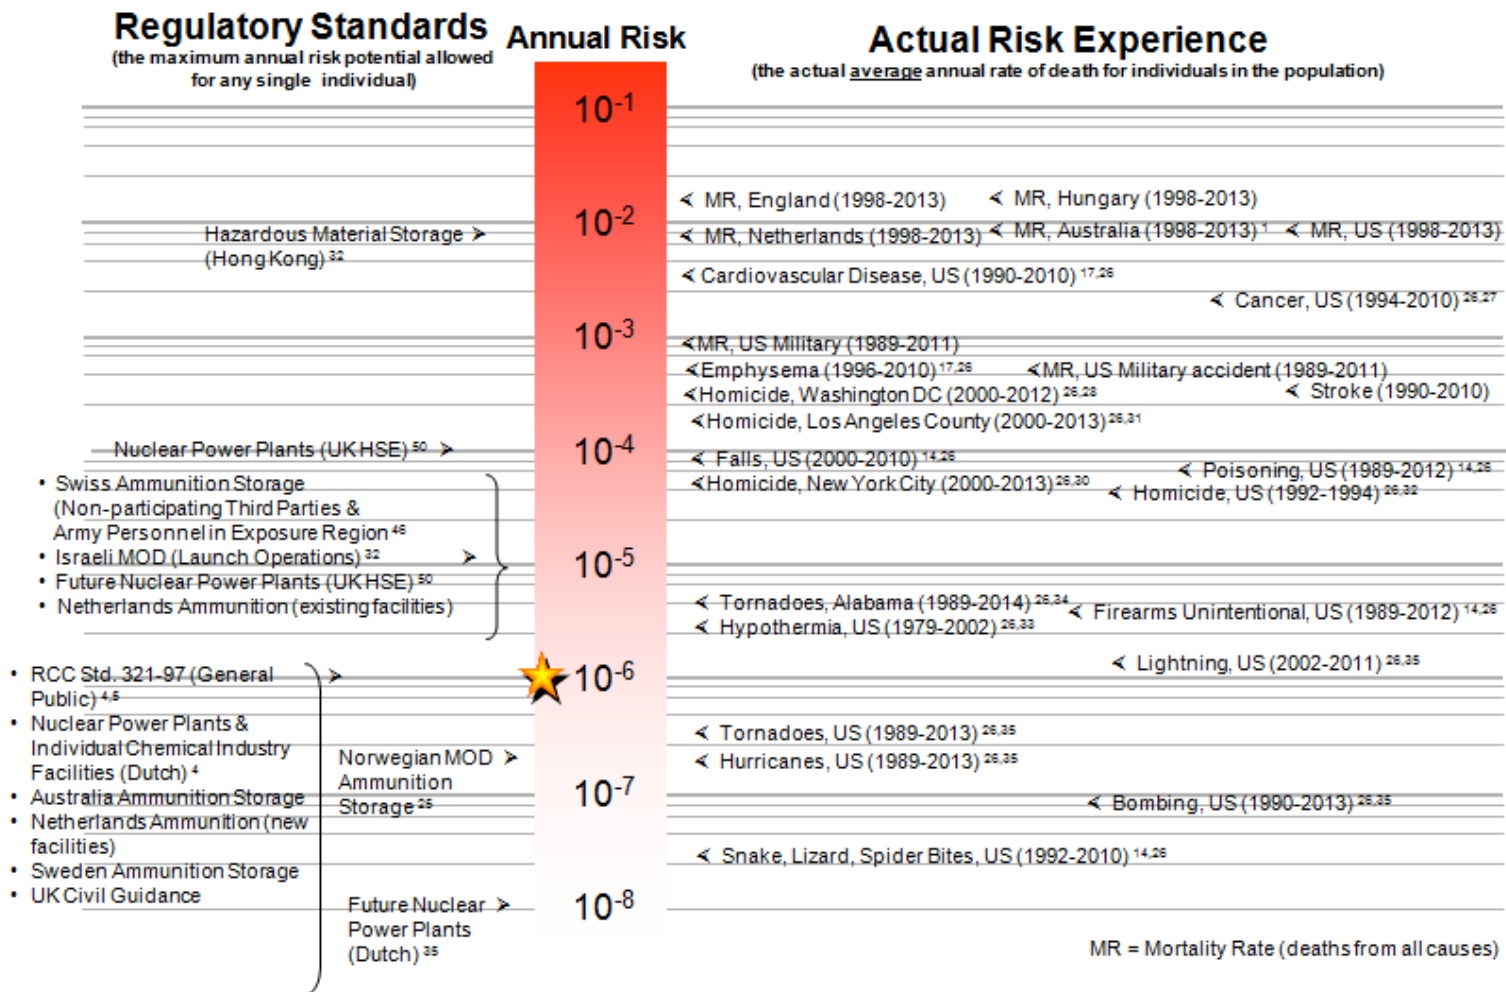 Regulatory Standards
(the maximum annual risk potential allowed
for any single individual)
Annual Risk
Actual Risk Experience
(the actual average annual rate of death for individuals in the population)
10-1
10-2
10-3
10-4
10-5
10-6
10-7
10-8
Hazardous Material Storage ➢
(Hong Kong) 32
Nuclear Power Plants (UK HSE) 50 ➢
• Swiss Ammunition Storage
(Non-participating Third Parties &
Army Personnel in Exposure Region 46
• Israeli MOD (Launch Operations) 32 ➢
• Future Nuclear Power Plants (UK HSE) 50
• Netherlands Ammunition (existing facilities)
• RCC Std. 321-97 (General ➢
Public) 4,5
• Nuclear Power Plants &
Individual Chemical Industry
Facilities (Dutch) 4
• Australia Ammunition Storage
• Netherlands Ammunition (new
facilities)
• Sweden Ammunition Storage
• UK Civil Guidance
Norwegian MOD ➢
Ammunition
Storage 25
Future Nuclear ➢
Power Plants
(Dutch) 35
MR, England (1998-2013)
MR, Hungary (1998-2013)
MR, Netherlands (1998-2013)
MR, Australia (1998-2013) 1
MR, US (1998-2013)
Cardiovascular Disease, US (1990-2010) 17,26
Cancer, US (1994-2010) 26,27
MR, US Military (1989-2011)
Emphysema (1996-2010) 17,26
MR, US Military accident (1989-2011)
Homicide, Washington DC (2000-2012) 26,28
Stroke (1990-2010)
Homicide, Los Angeles County (2000-2013) 26,31
Falls, US (2000-2010) 14,26
Poisoning, US (1989-2012) 14,26
Homicide, New York City (2000-2013) 26,30
Homicide, US (1992-1994) 26,32
Tornadoes, Alabama (1989-2014) 26,34
Firearms Unintentional, US (1989-2012) 14,26
Hypothermia, US (1979-2002) 26,33
Lightning, US (2002-2011) 26,35
Tornadoes, US (1989-2013) 26,35
Hurricanes, US (1989-2013) 26,35
Bombing, US (1990-2013) 26,35
Snake, Lizard, Spider Bites, US (1992-2010) 14,26
MR = Mortality Rate (deaths from all causes)